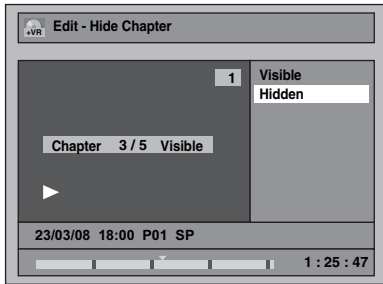 +VR Edit - Hide Chapter
1
Chapter 3 / 5 Visible
Visible
Hidden
23/03/08 18:00 P01 SP
1 : 25 : 47